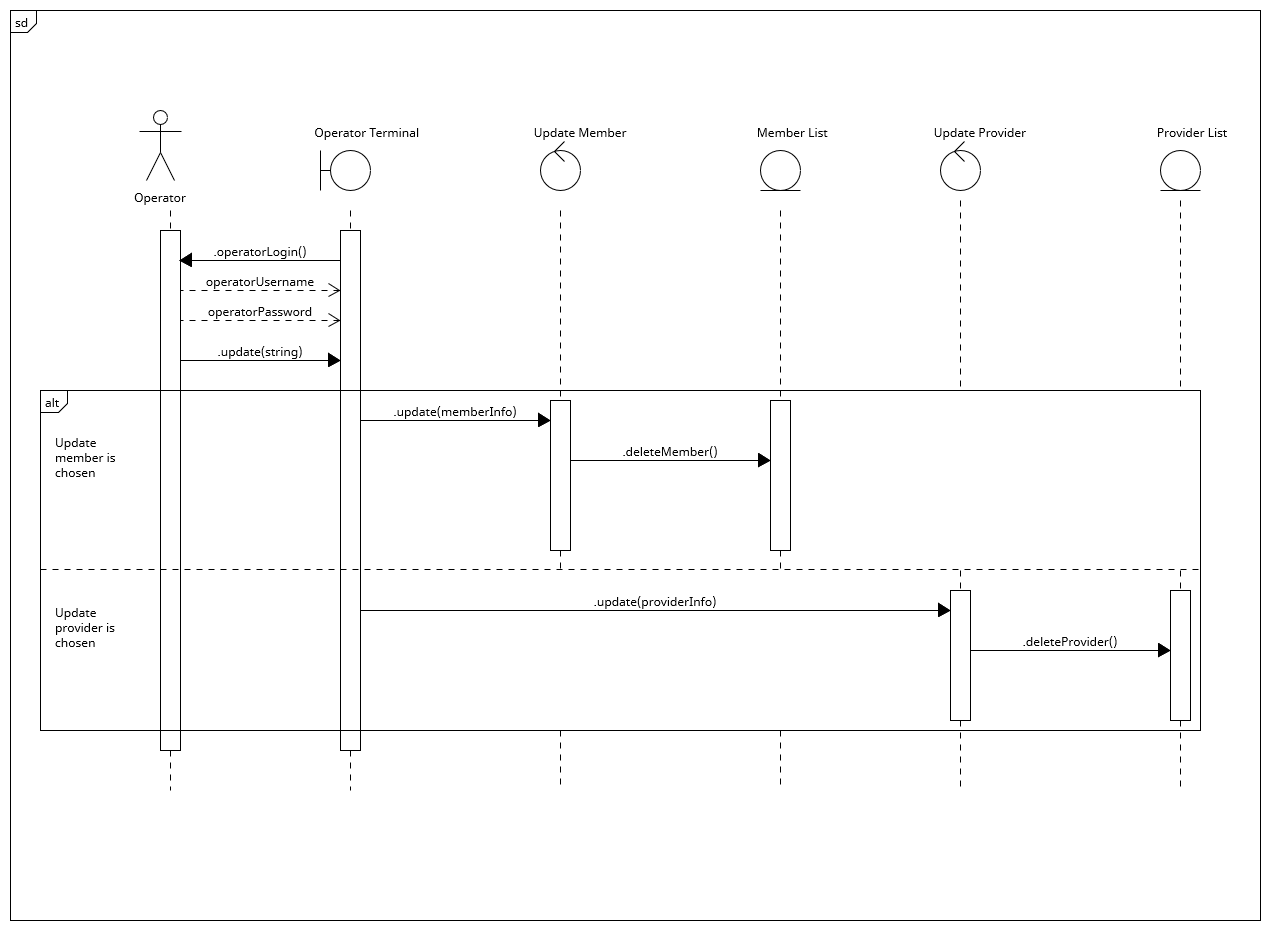 sd
Operator Terminal
Update Member
Member List
Update Provider
Provider List
Operator
.operatorLogin()
operatorUsername
operatorPassword
.update(string)
alt
.update(memberInfo)
Update
member is
chosen
.deleteMember()
.update(providerInfo)
Update
provider is
chosen
.deleteProvider()